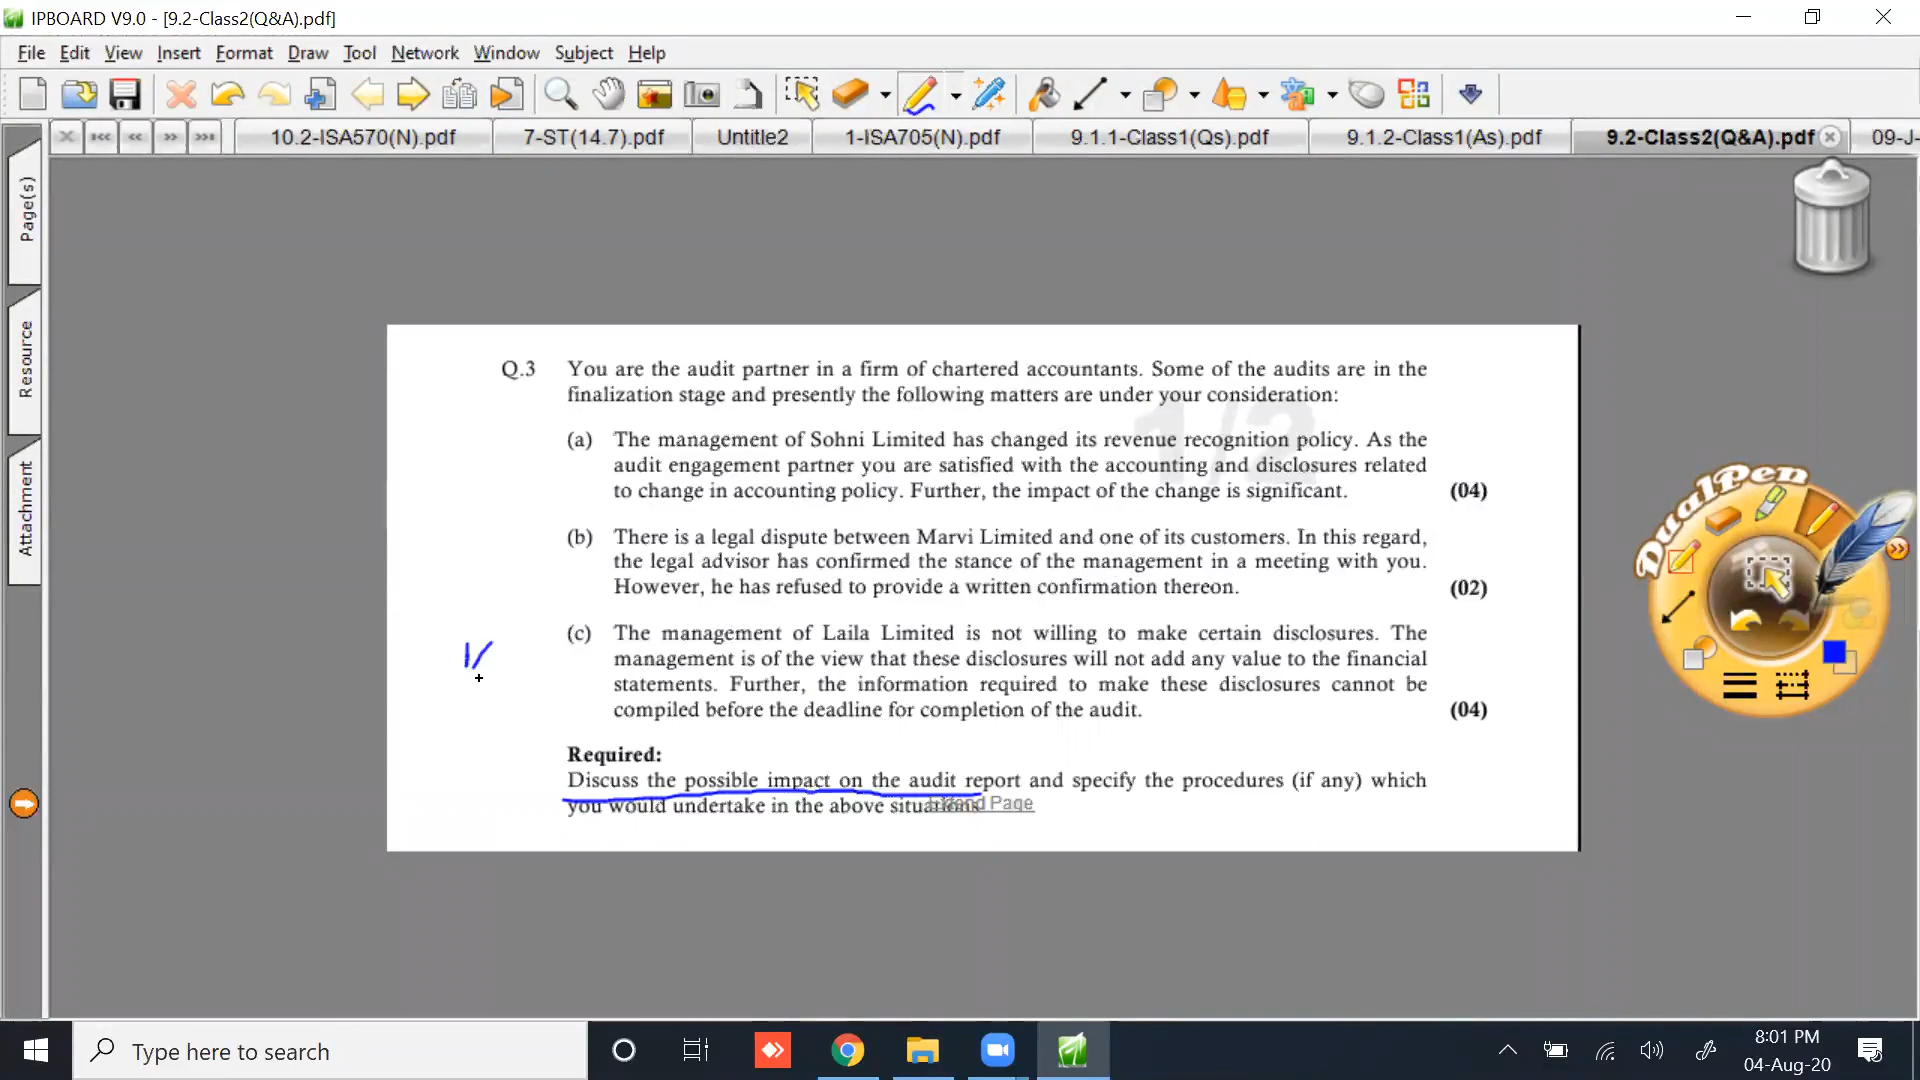 IPBOARD V9.0 - [9.2-Class2(Q&A).pdf]
File Edit View Insert Format Draw Tool Network Window Subject Help
10.2-ISA570(N).pdf 7-ST(14.7).pdf Untitle2 1-ISA705(N).pdf 9.1.1-Class1(Qs).pdf 9.1.2-Class1(As).pdf 9.2-Class2(Q&A).pdf 09-J-
Page(s)
Resource
Attachment
1/2
Q.3 You are the audit partner in a firm of chartered accountants. Some of the audits are in the
finalization stage and presently the following matters are under your consideration:
(a) The management of Sohni Limited has changed its revenue recognition policy. As the
audit engagement partner you are satisfied with the accounting and disclosures related
to change in accounting policy. Further, the impact of the change is significant. (04)
(b) There is a legal dispute between Marvi Limited and one of its customers. In this regard,
the legal advisor has confirmed the stance of the management in a meeting with you.
However, he has refused to provide a written confirmation thereon. (02)
(c) The management of Laila Limited is not willing to make certain disclosures. The
management is of the view that these disclosures will not add any value to the financial
statements. Further, the information required to make these disclosures cannot be
compiled before the deadline for completion of the audit. (04)
Required:
Discuss the possible impact on the audit report and specify the procedures (if any) which
you would undertake in the above situations
Extend Page
DualPen
Type here to search
8:01 PM
04-Aug-20